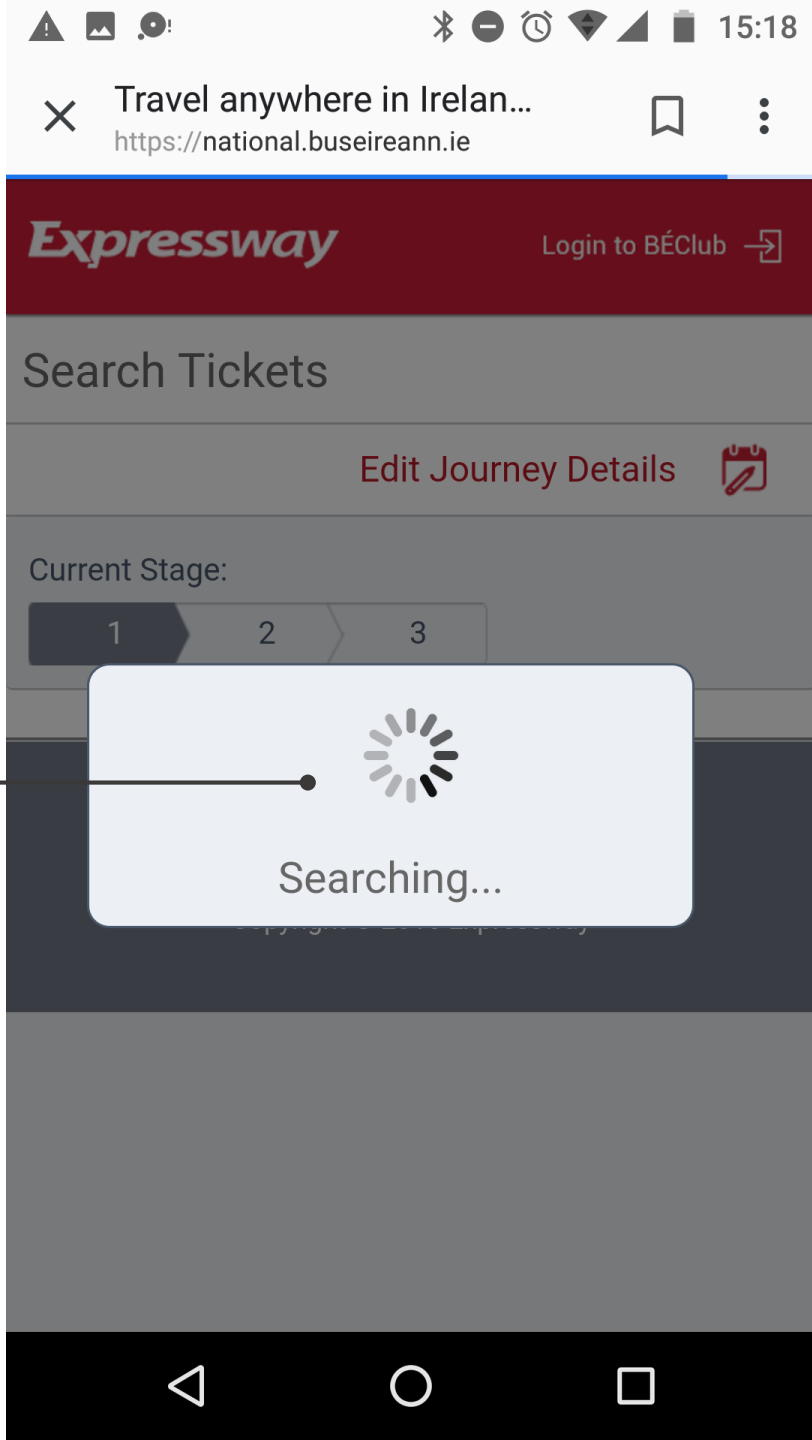 15:18
Travel anywhere in Irelan...
https://national.buseireann.ie
Expressway
Login to BÉClub
Search Tickets
Edit Journey Details
Current Stage:
1 2 3
Searching...